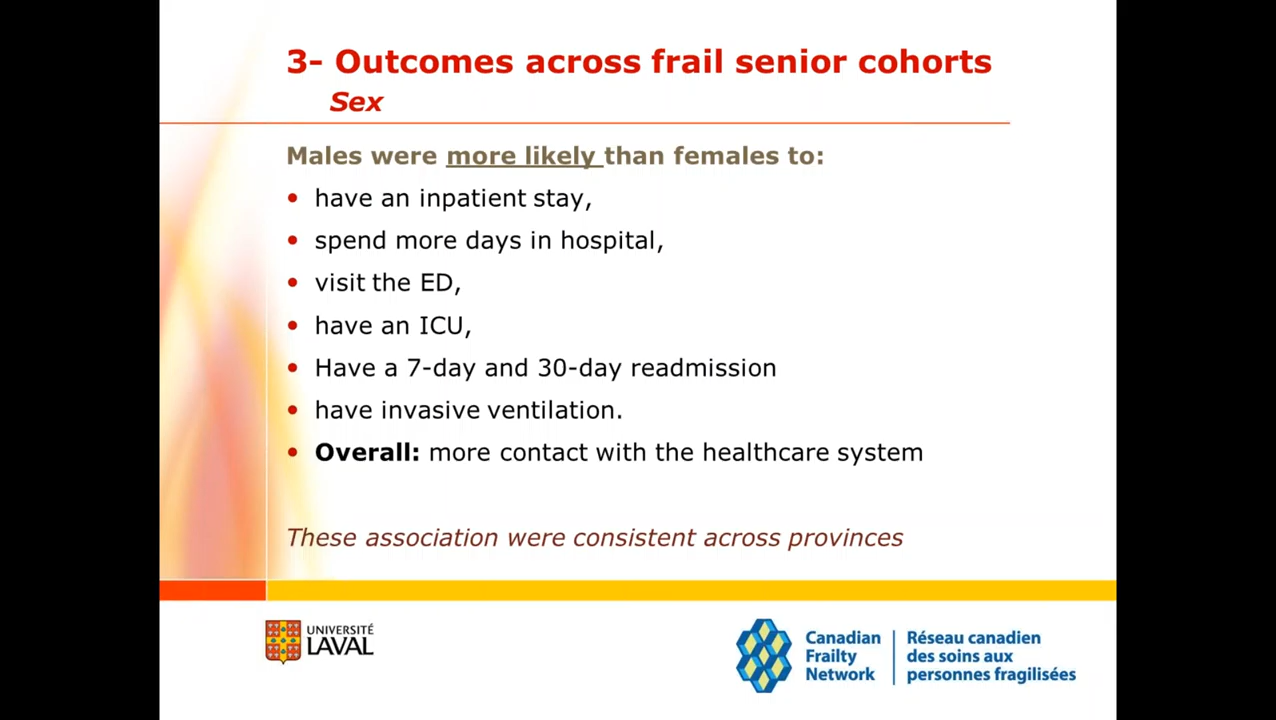 3- Outcomes across frail senior cohorts
Sex
Males were more likely than females to:
• have an inpatient stay,
• spend more days in hospital,
• visit the ED,
• have an ICU,
• Have a 7-day and 30-day readmission
• have invasive ventilation.
• Overall: more contact with the healthcare system
These association were consistent across provinces
UNIVERSITÉ
LAVAL
Canadian
Frailty
Network
Réseau canadien
des soins aux
personnes fragilisées